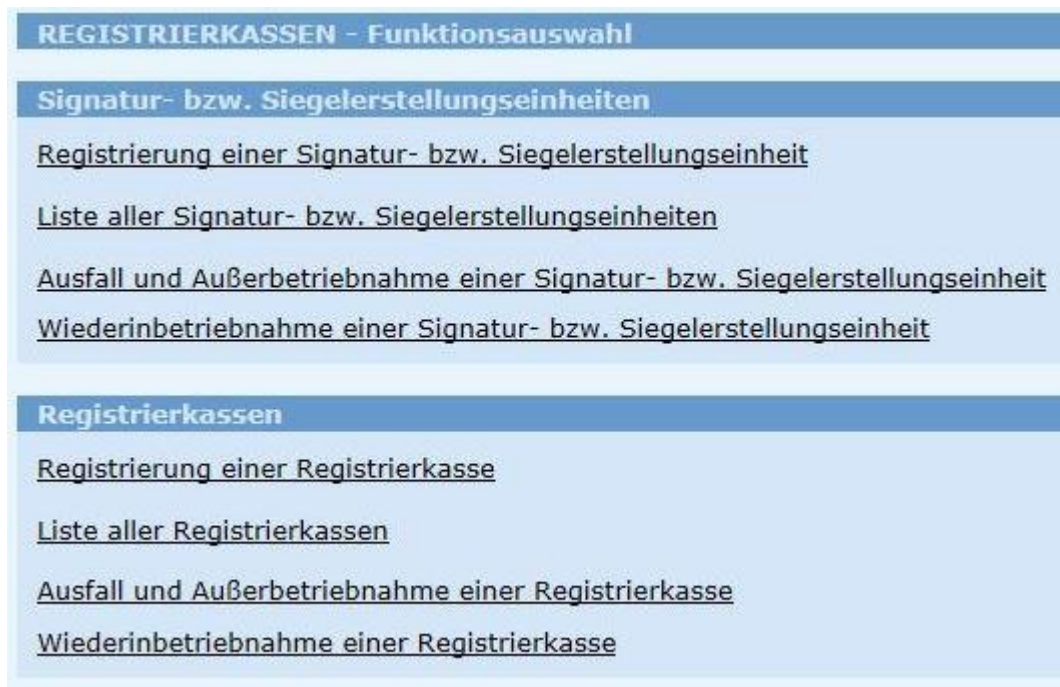 REGISTRIERKASSEN - Funktionsauswahl
Signatur- bzw. Siegelerstellungseinheiten
Registrierung einer Signatur- bzw. Siegelerstellungseinheit
Liste aller Signatur- bzw. Siegelerstellungseinheiten
Ausfall und Außerbetriebnahme einer Signatur- bzw. Siegelerstellungseinheit
Wiederinbetriebnahme einer Signatur- bzw. Siegelerstellungseinheit
Registrierkassen
Registrierung einer Registrierkasse
Liste aller Registrierkassen
Ausfall und Außerbetriebnahme einer Registrierkasse
Wiederinbetriebnahme einer Registrierkasse